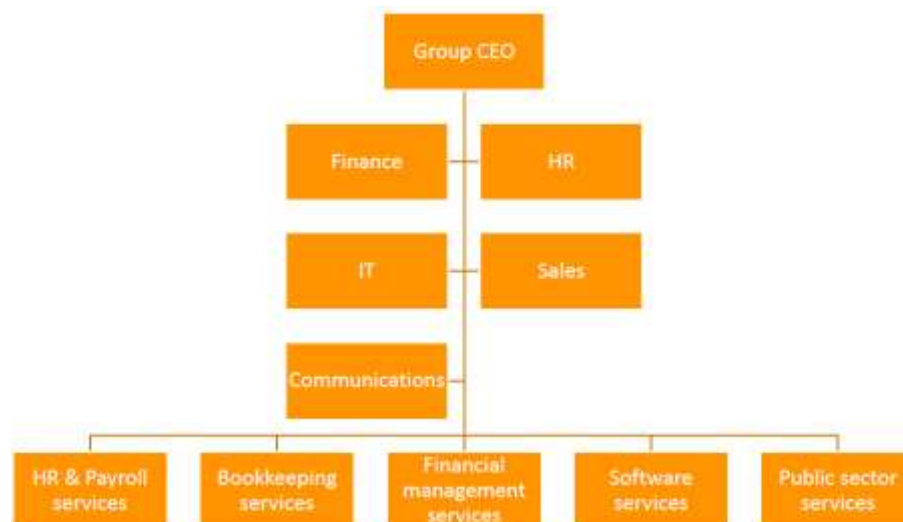 Group CEO
Finance
HR
IT
Sales
Communications
HR & Payroll
services
Bookkeeping
services
Financial
management
services
Software
services
Public sector
services